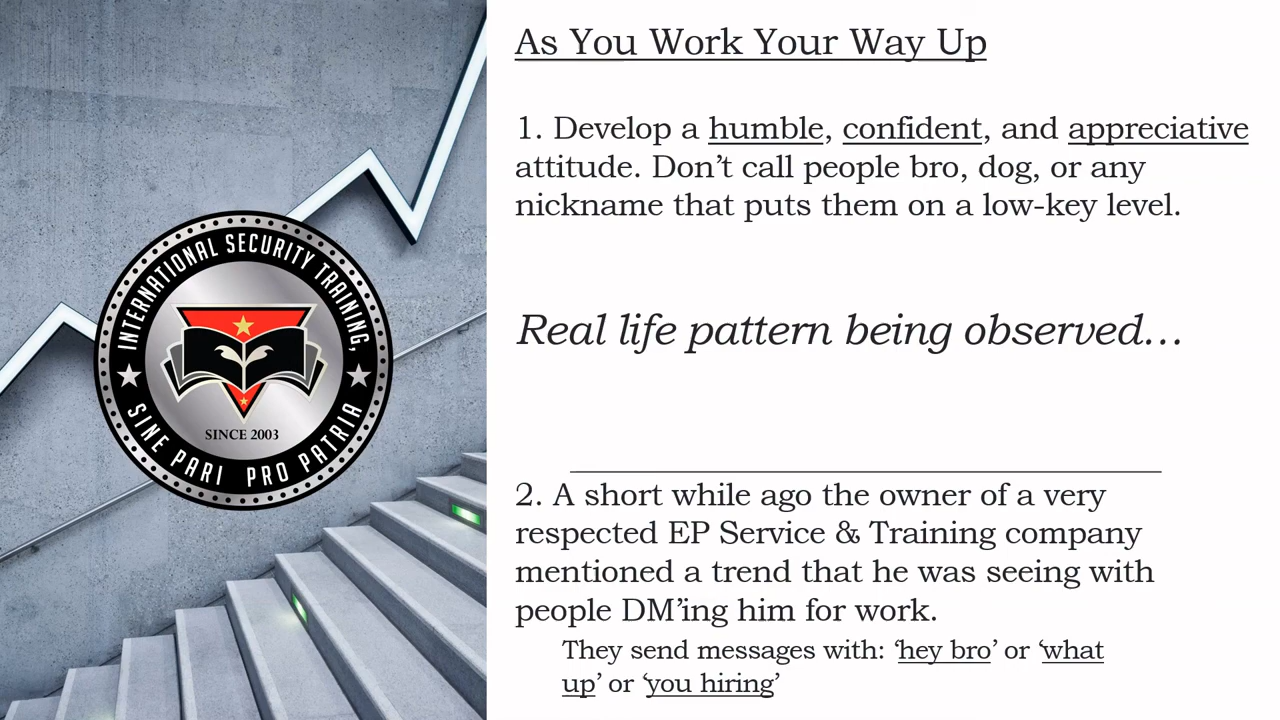 As You Work Your Way Up
1. Develop a humble, confident, and appreciative
attitude. Don’t call people bro, dog, or any
nickname that puts them on a low-key level.
Real life pattern being observed…
2. A short while ago the owner of a very
respected EP Service & Training company
mentioned a trend that he was seeing with
people DM’ing him for work.
They send messages with: ‘hey bro’ or ‘what
up’ or ‘you hiring’
INTERNATIONAL SECURITY TRAINING,
SINCE 2003
SINE PARI PRO PATRIA